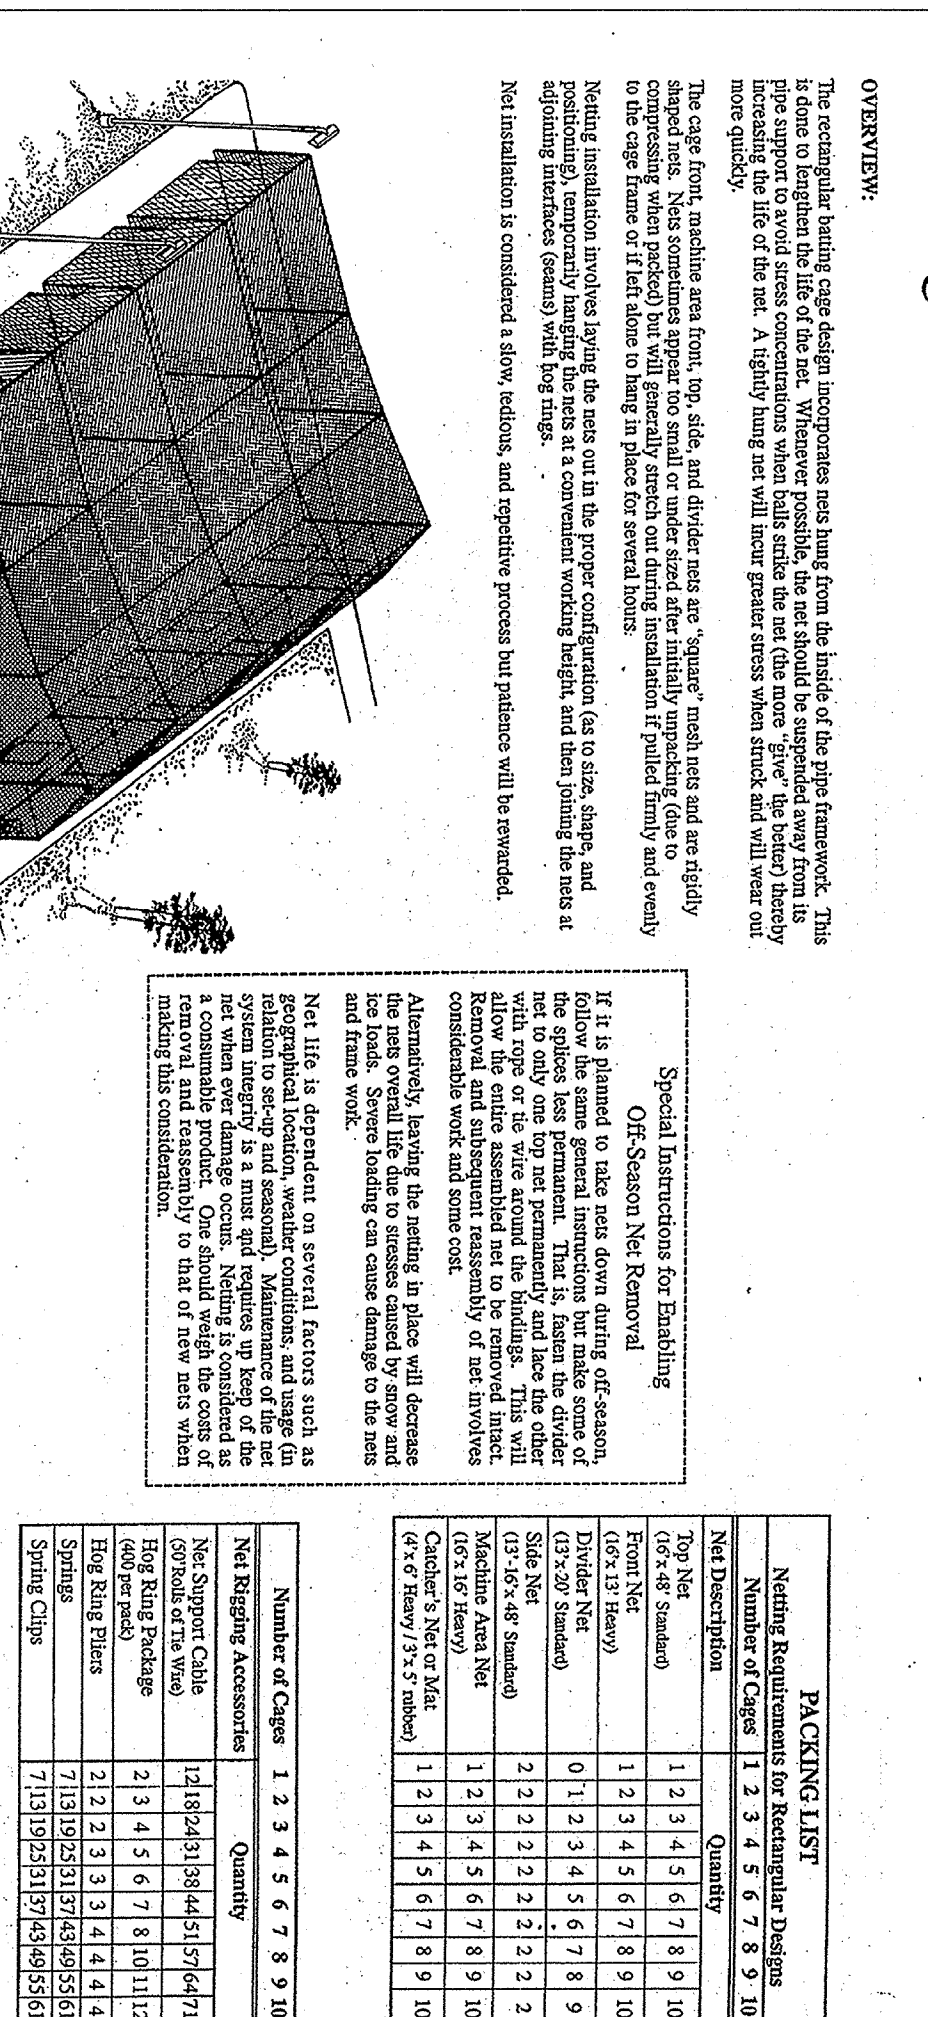 OVERVIEW:
The rectangular batting cage design incorporates nets hung from the inside of the pipe framework. This
is done to lengthen the life of the net. Whenever possible, the net should be suspended away from its
pipe support to avoid stress concentrations when balls strike the net (the more "give" the better) thereby
increasing the life of the net. A tightly hung net will incur greater stress when struck and will wear out
more quickly.
The cage front, machine area front, top, side, and divider nets are "square" mesh nets and are rigidly
shaped nets. Nets sometimes appear too small or under sized after initially unpacking (due to
compressing when packed) but will generally stretch out during installation if pulled firmly and evenly
to the cage frame or if left alone to hang in place for several hours.
Netting installation involves laying the nets out in the proper configuration (as to size, shape, and
positioning), temporarily hanging the nets at a convenient working height, and then joining the nets at
adjoining interfaces (seams) with hog rings.
Net installation is considered a slow, tedious, and repetitive process but patience will be rewarded.
Special Instructions for Enabling
Off-Season Net Removal
If it is planned to take nets down during off-season,
follow the same general instructions but make some of
the splices less permanent. That is, fasten the divider
net to only one top net permanently and lace the other
with rope or tie wire around the bindings. This will
allow the entire assembled net to be removed intact.
Removal and subsequent reassembly of net involves
considerable work and some cost.
Alternatively, leaving the netting in place will decrease
the nets overall life due to stresses caused by snow and
ice loads. Severe loading can cause damage to the nets
and frame work.
Net life is dependent on several factors such as
geographical location, weather conditions, and usage (in
relation to set-up and seasonal). Maintenance of the net
system integrity is a must and requires up keep of the
net when ever damage occurs. Netting is considered as
a consumable product. One should weigh the costs of
removal and reassembly to that of new nets when
making this consideration.
PACKING LIST
Netting Requirements for Rectangular Designs
Number of Cages 1 2 3 4 5 6 7 8 9 10
Net Description Quantity
Top Net 1 2 3 4 5 6 7 8 9 10
(16'x 48' Standard)
Front Net 1 2 3 4 5 6 7 8 9 10
(16'x 13' Heavy)
Divider Net 0 1 2 3 4 5 6 7 8 9
(13'x 20' Standard)
Side Net 2 2 2 2 2 2 2 2 2 2
(13'-16'x 48' Standard)
Machine Area Net 1 2 3 4 5 6 7 8 9 10
(16'x 16' Heavy)
Catcher's Net or Mat 1 2 3 4 5 6 7 8 9 10
(4'x 6' Heavy / 3'x 5' rubber)
Number of Cages 1 2 3 4 5 6 7 8 9 10
Net Rigging Accessories Quantity
Net Support Cable 12 18 24 31 38 44 51 57 64 71
(50'Rolls of Tie Wire)
Hog Ring Package 2 3 4 5 6 7 8 10 11 12
(400 per pack)
Hog Ring Pliers 2 2 2 3 3 3 4 4 4 4
Springs 7 13 19 25 31 37 43 49 55 61
Spring Clips 7 13 19 25 31 37 43 49 55 61